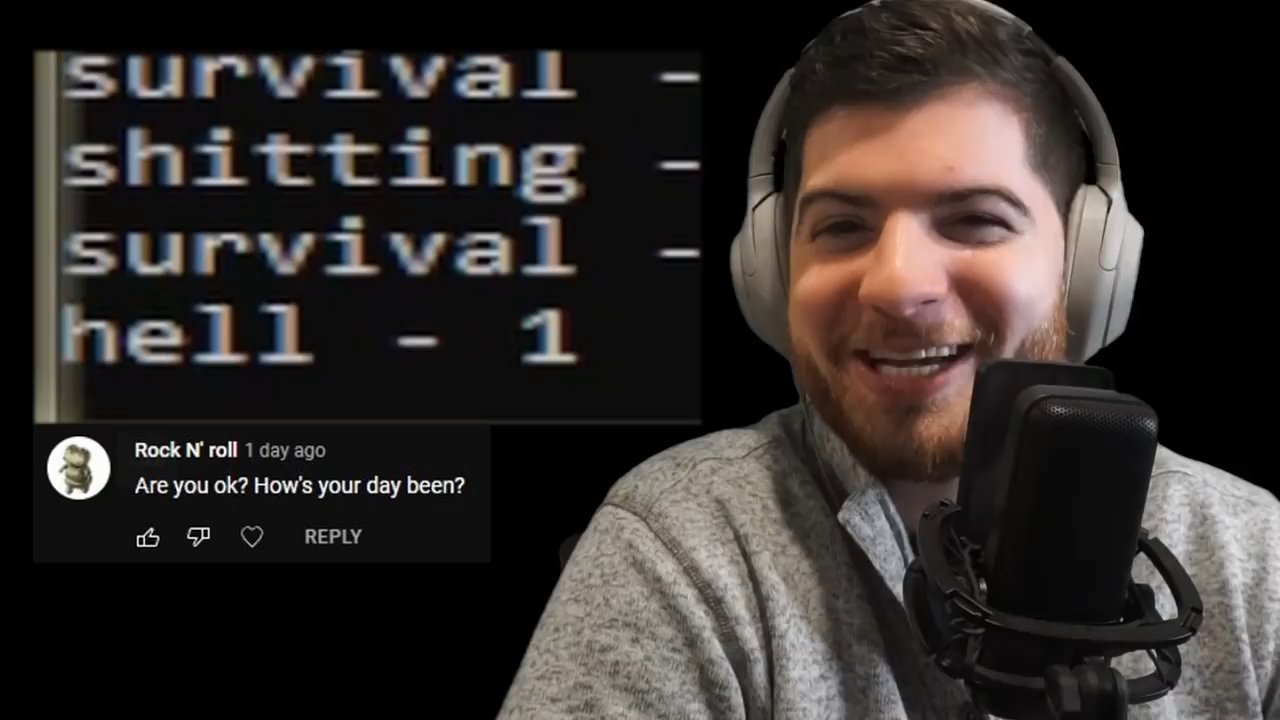 survival -
shitting -
survival -
hell - 1
Rock N' roll 1 day ago
Are you ok? How's your day been?
REPLY